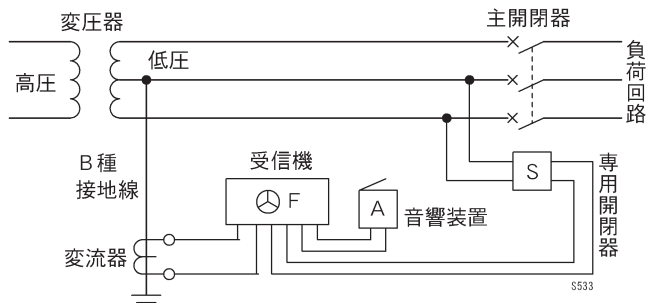 変圧器
主開閉器
低圧
高圧
負荷回路
B種
接地線
受信機
F
A
音響装置
S
専用開閉器
変流器
S533